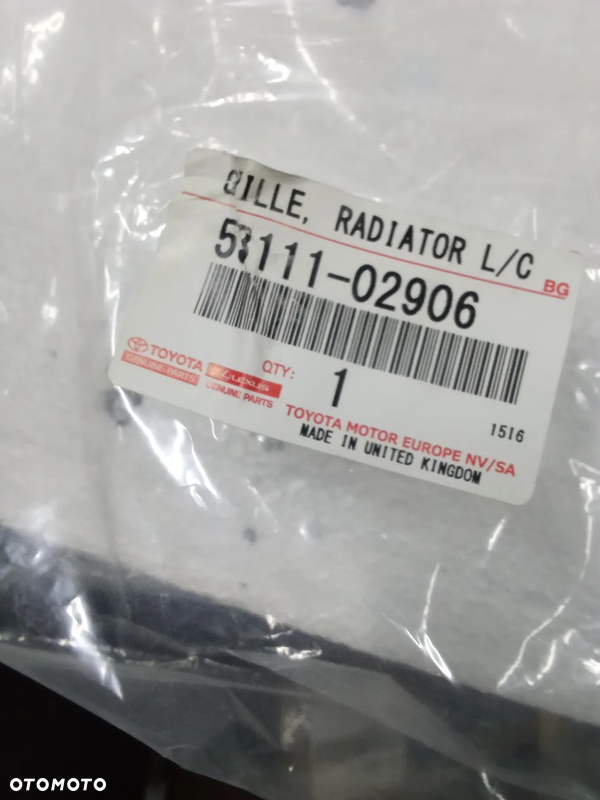 GILLE, RADIATOR L/C
BG
53111-02906
TOYOTA
GENUINE PARTS
LEXUS
GENUINE PARTS
QTY:
1
1516
TOYOTA MOTOR EUROPE NV/SA
MADE IN UNITED KINGDOM
OTOMOTO